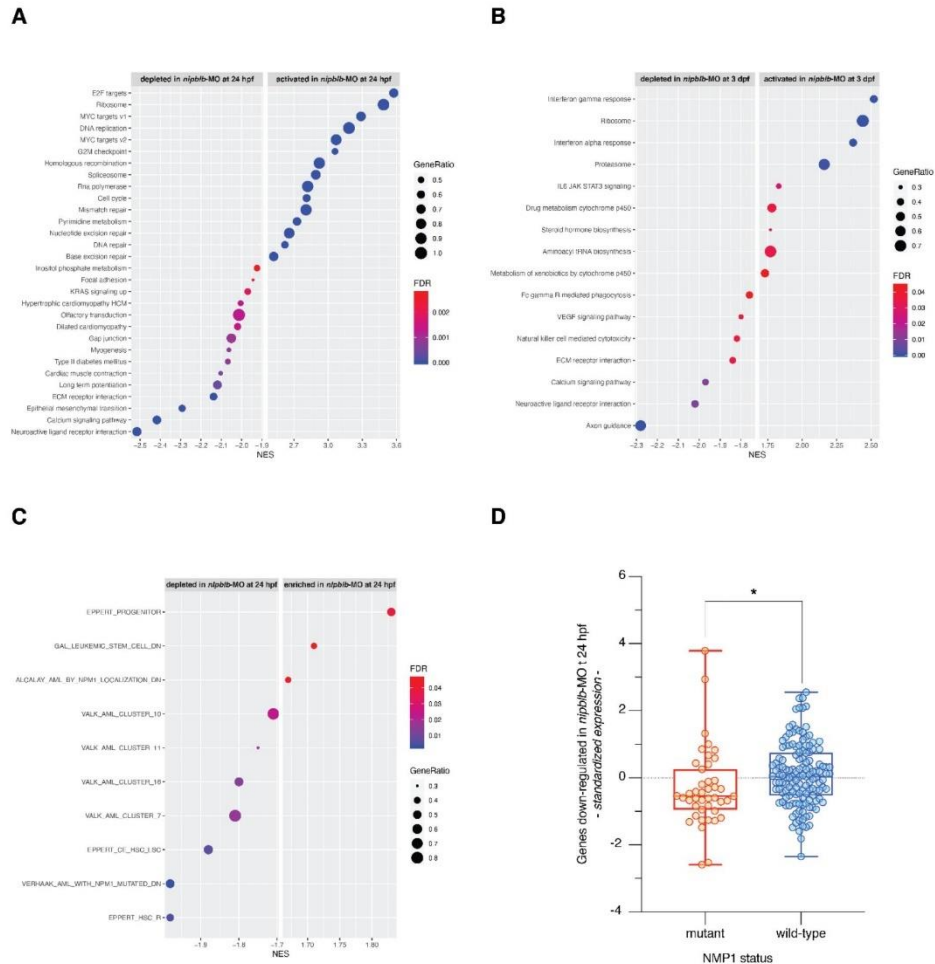 A
depleted in nipblb-MO at 24 hpf
activated in nipblb-MO at 24 hpf
E2F targets
Ribosome
MYC targets v1
DNA replication
MYC targets v2
G2M checkpoint
Homologous recombination
Spliceosome
Rna polymerase
Cell cycle
Mismatch repair
Pyrimidine metabolism
Nucleotide excision repair
DNA repair
Base excision repair
Inositol phosphate metabolism
Focal adhesion
KRAS signaling up
Hypertrophic cardiomyopathy HCM
Olfactory transduction
Dilated cardiomyopathy
Gap junction
Myogenesis
Type II diabetes mellitus
Cardiac muscle contraction
Long term potentiation
ECM receptor interaction
Epithelial mesenchymal transition
Calcium signaling pathway
Neuroactive ligand receptor interaction
-2.5 -2.4 -2.2 -2.1 -2.0 -1.9 2.7 3.0 3.3 3.6
NES
GeneRatio
0.5
0.6
0.7
0.8
0.9
1.0
FDR
0.002
0.001
0.000
B
depleted in nipblb-MO at 3 dpf
activated in nipblb-MO at 3 dpf
Interferon gamma response
Ribosome
Interferon alpha response
Proteasome
IL6 JAK STAT3 signaling
Drug metabolism cytochrome p450
Steroid hormone biosynthesis
Aminoacyl tRNA biosynthesis
Metabolism of xenobiotics by cytochrome p450
Fc gamma R mediated phagocytosis
VEGF signaling pathway
Natural killer cell mediated cytotoxicity
ECM receptor interaction
Calcium signaling pathway
Neuroactive ligand receptor interaction
Axon guidance
-2.3 -2.2 -2.0 -1.9 -1.8 1.75 2.00 2.25 2.50
NES
GeneRatio
0.3
0.4
0.5
0.6
0.7
FDR
0.04
0.03
0.02
0.01
0.00
C
depleted in nipblb-MO at 24 hpf
enriched in nipblb-MO at 24 hpf
EPPERT_PROGENITOR
GAL_LEUKEMIC_STEM_CELL_DN
ALCALAY_AML_BY_NPM1_LOCALIZATION_DN
VALK_AML_CLUSTER_10
VALK_AML_CLUSTER_11
VALK_AML_CLUSTER_16
VALK_AML_CLUSTER_7
EPPERT_CE_HSC_LSC
VERHAAK_AML_WITH_NPM1_MUTATED_DN
EPPERT_HSC_R
-1.9 -1.8 -1.7 1.70 1.75 1.80
NES
FDR
0.04
0.03
0.02
0.01
GeneRatio
0.3
0.4
0.5
0.6
0.7
0.8
D
Genes down-regulated in nipblb-MO t 24 hpf
- standardized expression -
6
4
2
0
-2
-4
*
mutant
wild-type
NMP1 status